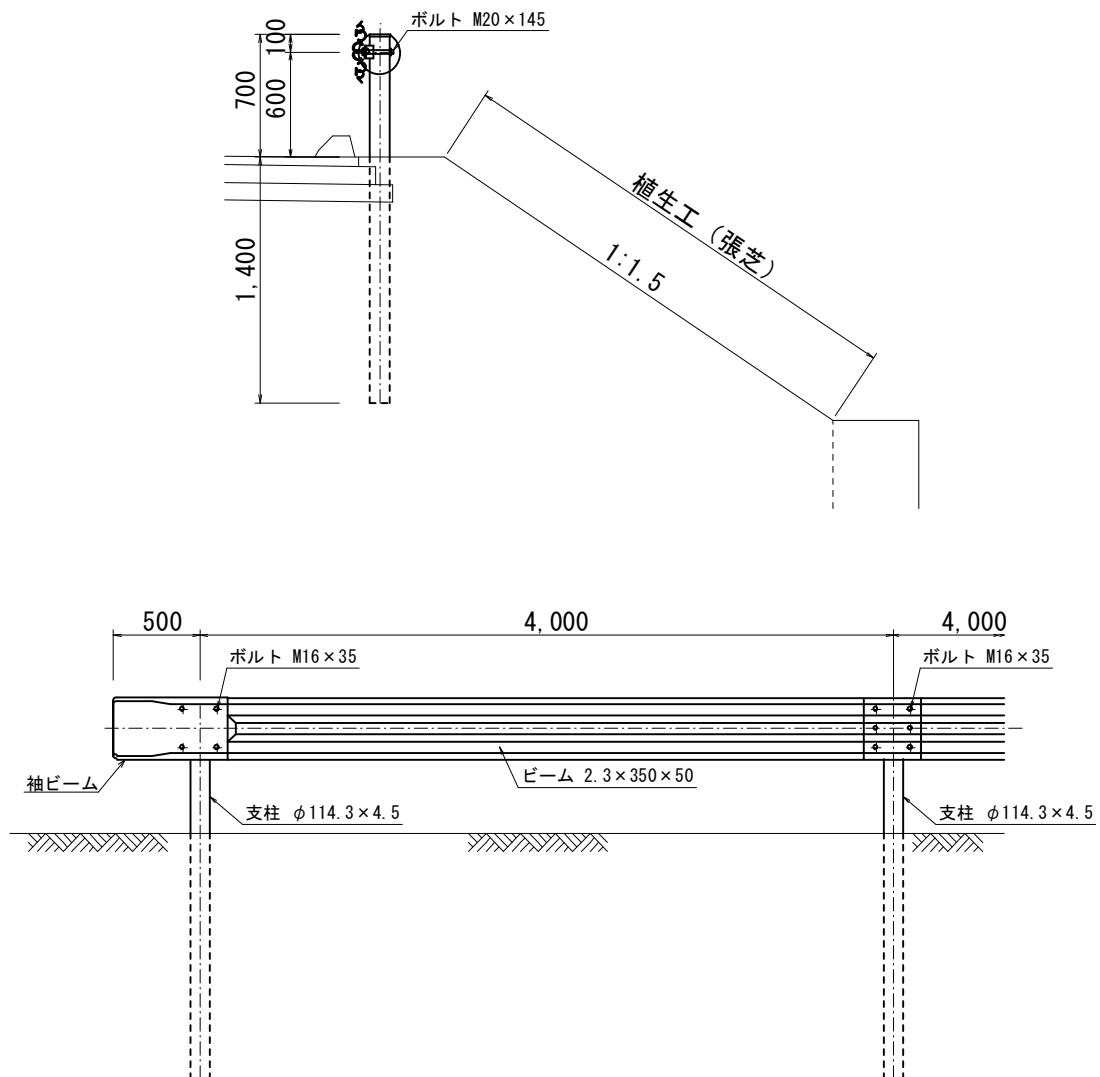 ボルト M20×145
100
700
600
1,400
植生工（張芝）
1:1.5
500
4,000
4,000
ボルト M16×35
ボルト M16×35
袖ビーム
ビーム 2.3×350×50
支柱 φ114.3×4.5
支柱 φ114.3×4.5